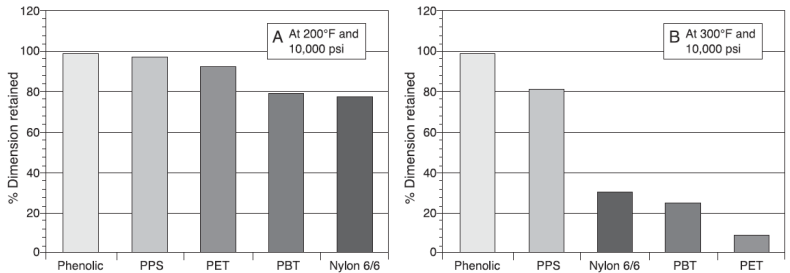 120
100
80
60
40
20
0
% Dimension retained
A At 200°F and
10,000 psi
Phenolic PPS PET PBT Nylon 6/6
120
100
80
60
40
20
0
% Dimension retained
B At 300°F and
10,000 psi
Phenolic PPS Nylon 6/6 PBT PET